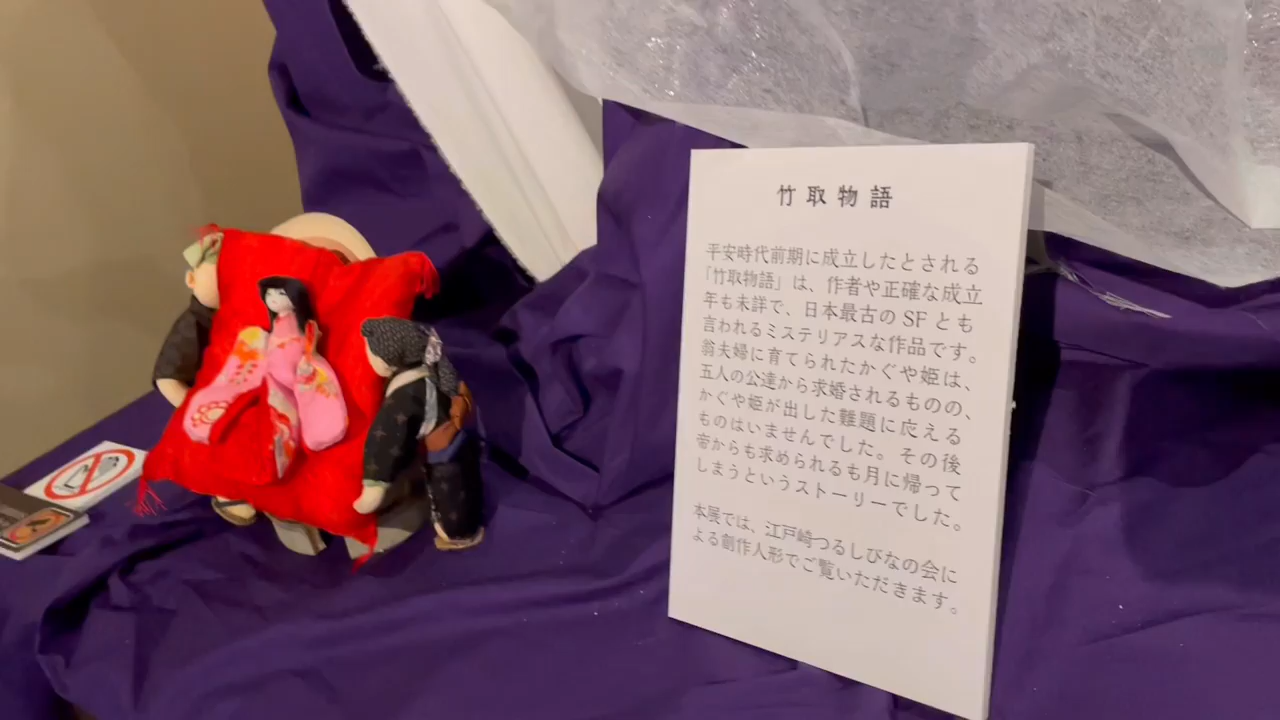 竹取物語
平安時代前期に成立したとされる
「竹取物語」は、作者や正確な成立
年も未詳で、日本最古の SF とも
言われるミステリアスな作品です。
翁夫婦に育てられたかぐや姫は、
五人の公達から求婚されるものの、
かぐや姫が出した難題に応える
ものはいませんでした。その後
帝からも求められるも月に帰って
しまうというストーリーでした。
本展では、江戸崎つるしびなの会に
よる創作人形でご覧いただきます。